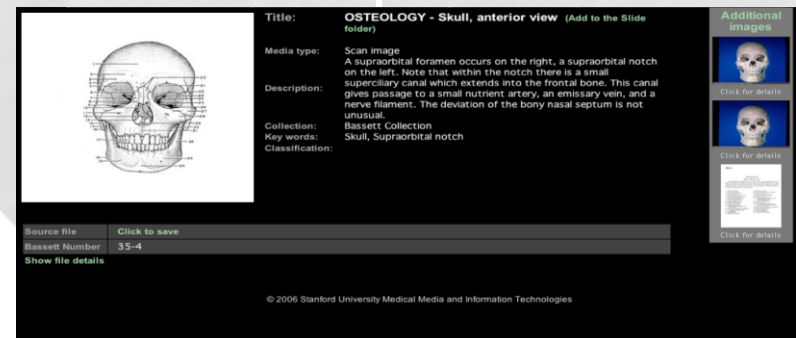 Title: OSTEOLOGY - Skull, anterior view (Add to the Slide
folder)
Media type: Scan image
Description: A supraorbital foramen occurs on the right, a supraorbital notch
on the left. Note that within the notch there is a small
superciliary canal which extends into the frontal bone. This canal
gives passage to a small nutrient artery, an emissary vein, and a
nerve filament. The deviation of the bony nasal septum is not
unusual.
Collection: Bassett Collection
Key words: Skull, Supraorbital notch
Classification:
Additional
images
Click for details
Click for details
Click for details
Source file Click to save
Bassett Number 35-4
Show file details
© 2006 Stanford University Medical Media and Information Technologies